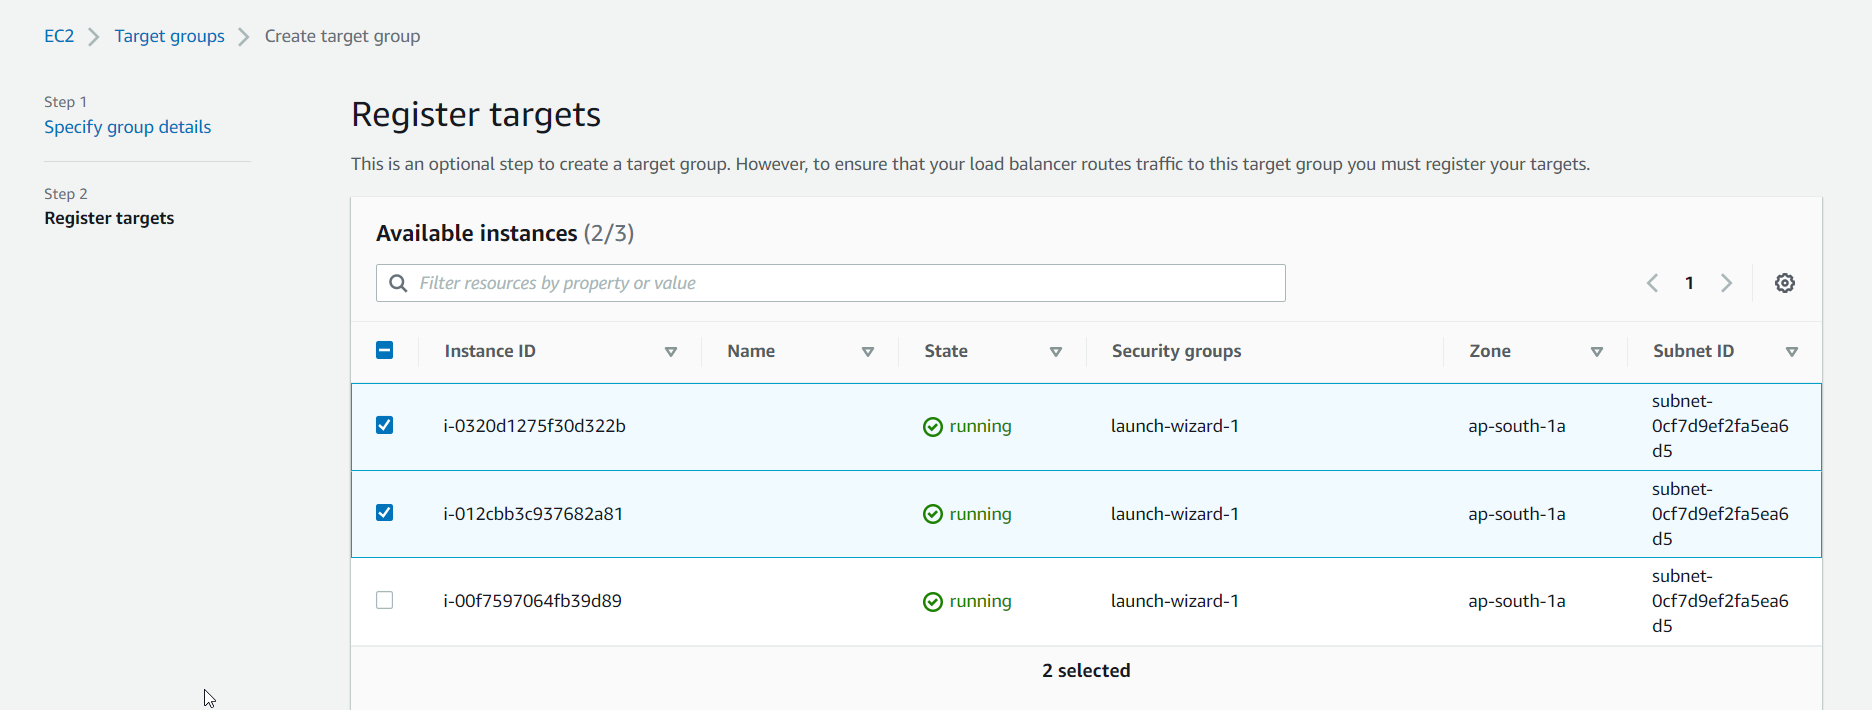 EC2 Target groups Create target group
Step 1
Specify group details
Step 2
Register targets
Register targets
This is an optional step to create a target group. However, to ensure that your load balancer routes traffic to this target group you must register your targets.
Available instances (2/3)
Filter resources by property or value
1
Instance ID Name State Security groups Zone Subnet ID
i-0320d1275f30d322b running launch-wizard-1 ap-south-1a subnet-
0cf7d9ef2fa5ea6
d5
i-012cbb3c937682a81 running launch-wizard-1 ap-south-1a subnet-
0cf7d9ef2fa5ea6
d5
i-00f7597064fb39d89 running launch-wizard-1 ap-south-1a subnet-
0cf7d9ef2fa5ea6
d5
2 selected